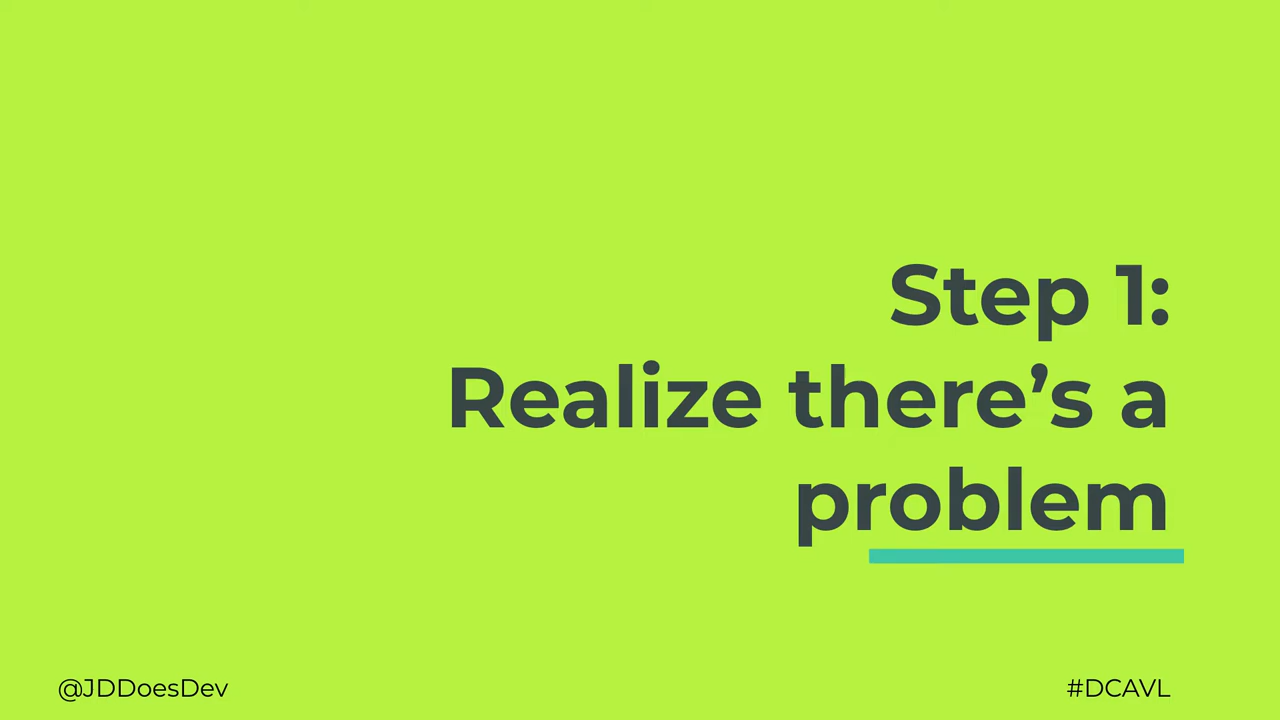 Step 1:
Realize there’s a
problem
@JDDoesDev
#DCAVL